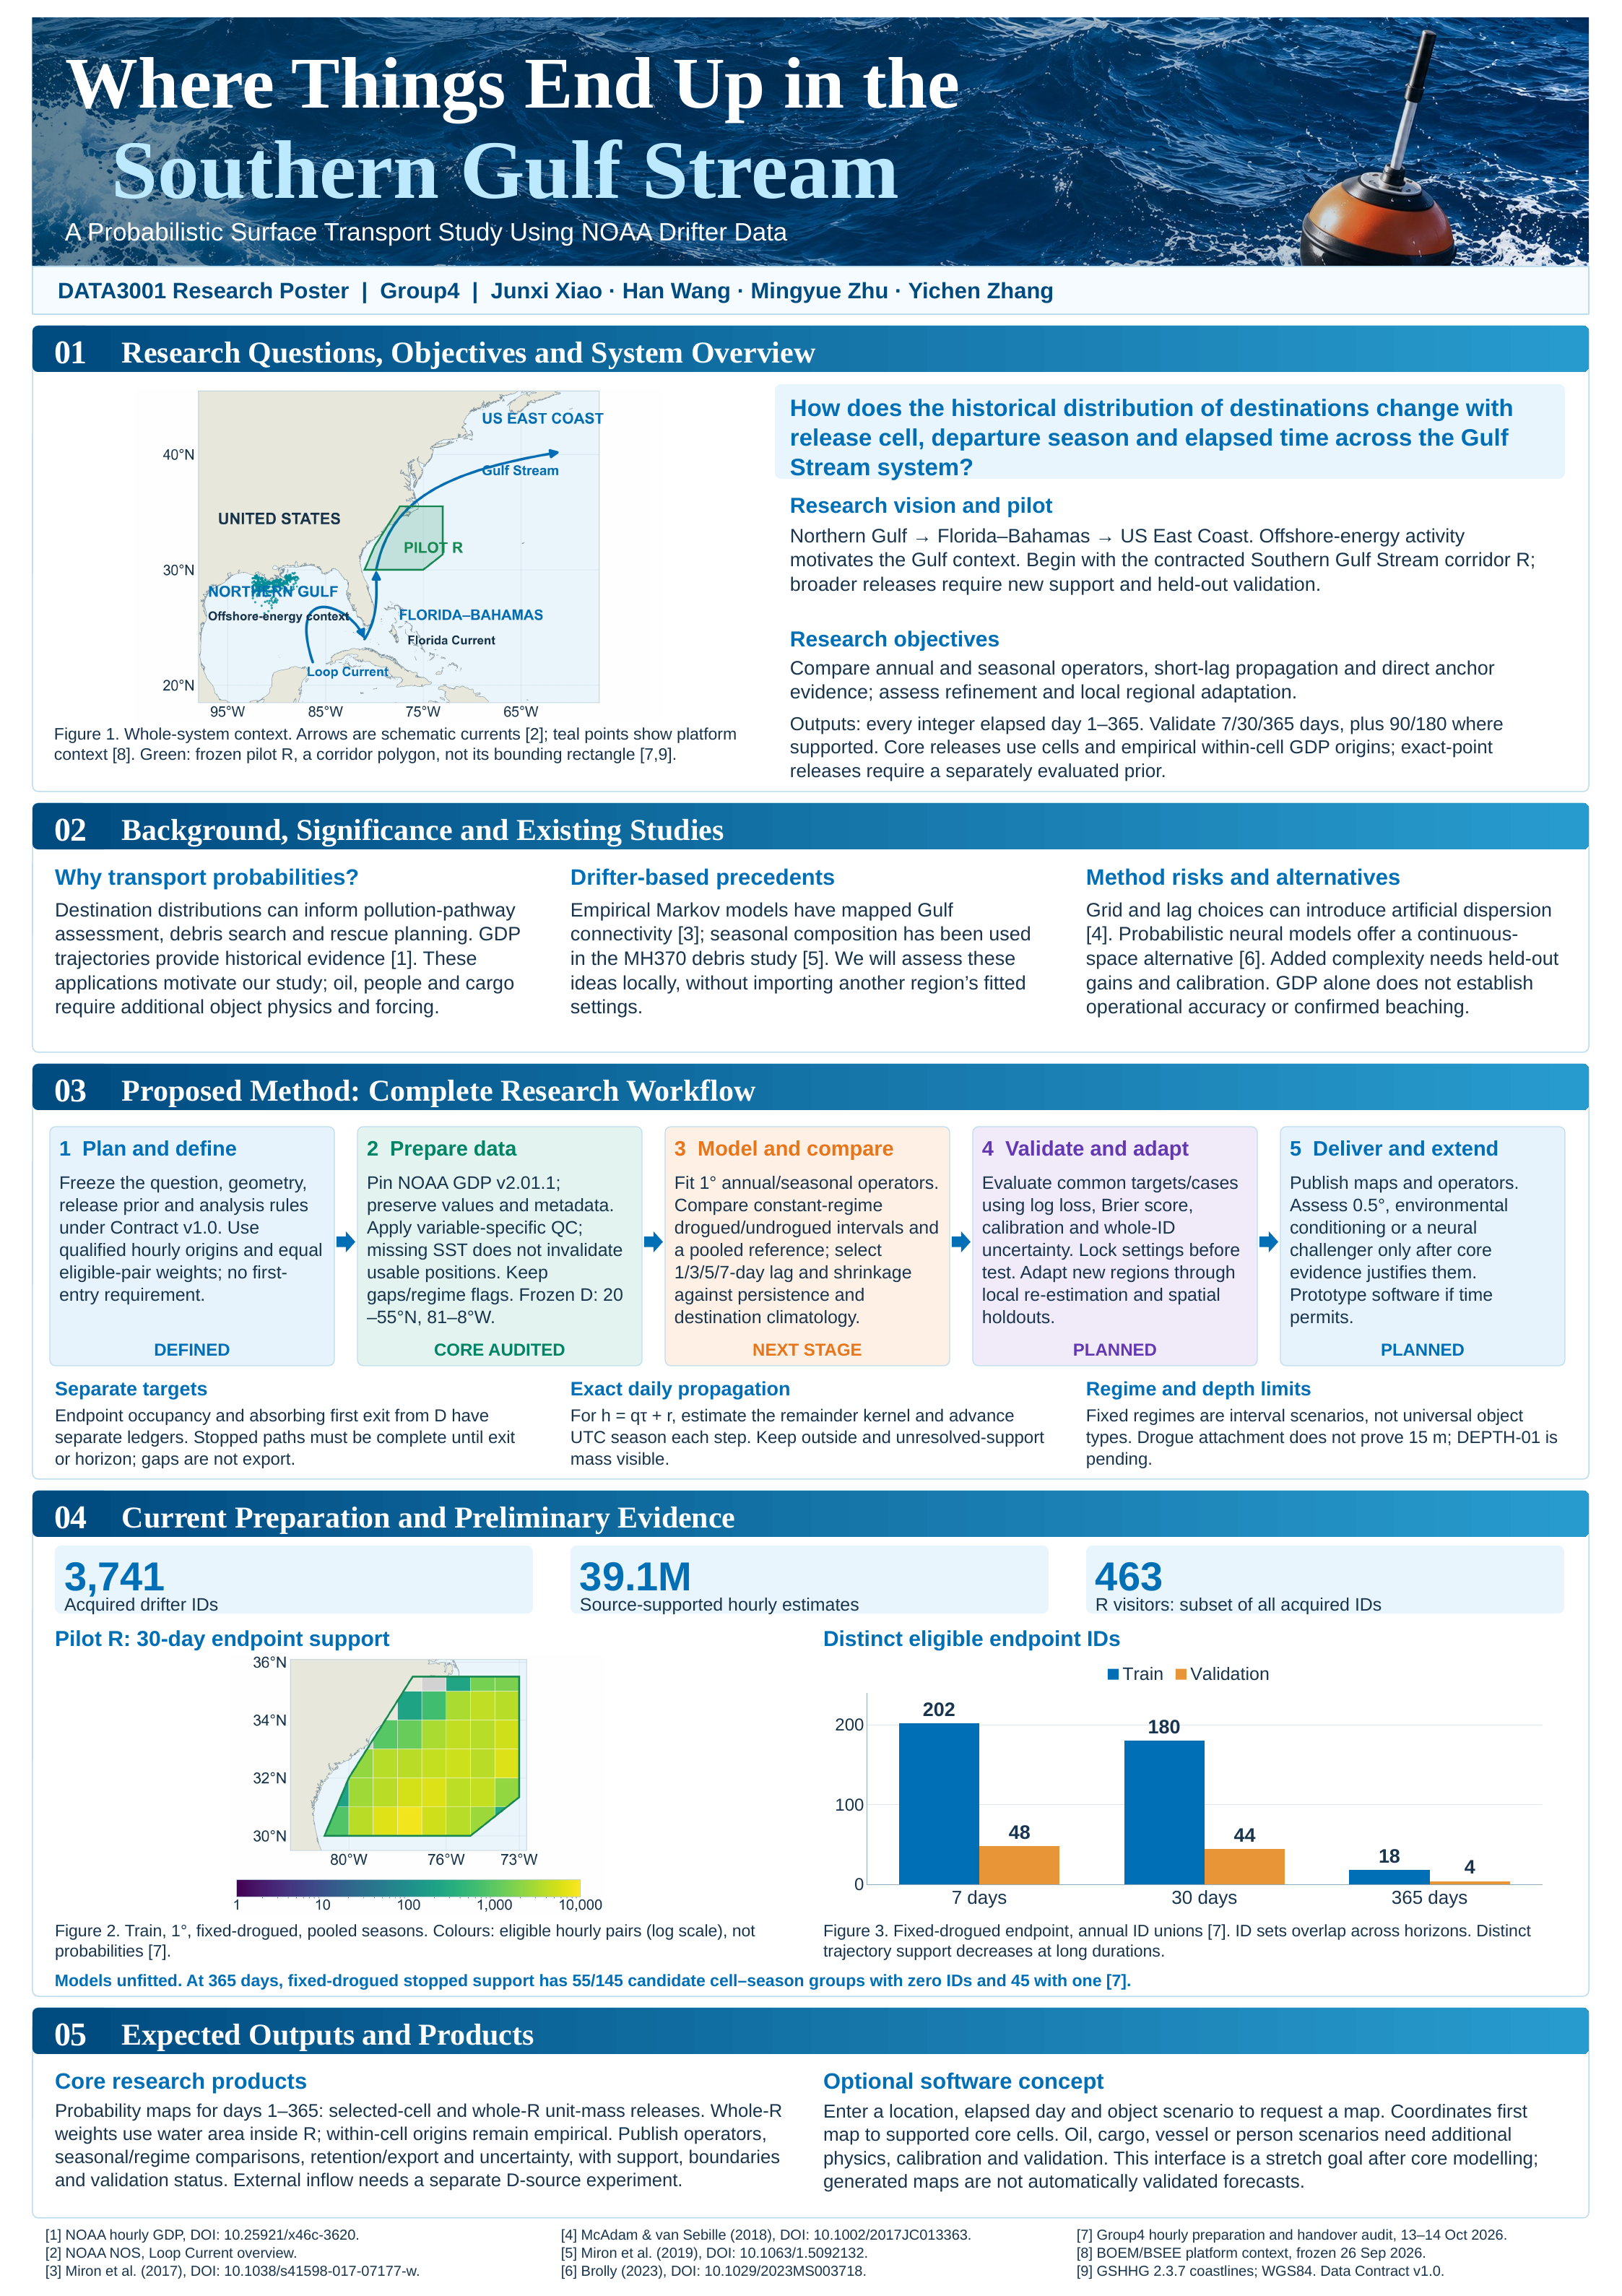 Where Things End Up in the
Southern Gulf Stream
A Probabilistic Surface Transport Study Using NOAA Drifter Data
DATA3001 Research Poster | Group4 | Junxi Xiao · Han Wang · Mingyue Zhu · Yichen Zhang
01 Research Questions, Objectives and System Overview
US EAST COAST
40°N
Gulf Stream
UNITED STATES
PILOT R
30°N
NORTHERN GULF
Offshore-energy context
FLORIDA–BAHAMAS
Florida Current
Loop Current
20°N
95°W 85°W 75°W 65°W
Figure 1. Whole-system context. Arrows are schematic currents [2]; teal points show platform
context [8]. Green: frozen pilot R, a corridor polygon, not its bounding rectangle [7,9].
How does the historical distribution of destinations change with
release cell, departure season and elapsed time across the Gulf
Stream system?
Research vision and pilot
Northern Gulf → Florida–Bahamas → US East Coast. Offshore-energy activity
motivates the Gulf context. Begin with the contracted Southern Gulf Stream corridor R;
broader releases require new support and held-out validation.
Research objectives
Compare annual and seasonal operators, short-lag propagation and direct anchor
evidence; assess refinement and local regional adaptation.
Outputs: every integer elapsed day 1–365. Validate 7/30/365 days, plus 90/180 where
supported. Core releases use cells and empirical within-cell GDP origins; exact-point
releases require a separately evaluated prior.
02 Background, Significance and Existing Studies
Why transport probabilities?
Destination distributions can inform pollution-pathway
assessment, debris search and rescue planning. GDP
trajectories provide historical evidence [1]. These
applications motivate our study; oil, people and cargo
require additional object physics and forcing.
Drifter-based precedents
Empirical Markov models have mapped Gulf
connectivity [3]; seasonal composition has been used
in the MH370 debris study [5]. We will assess these
ideas locally, without importing another region’s fitted
settings.
Method risks and alternatives
Grid and lag choices can introduce artificial dispersion
[4]. Probabilistic neural models offer a continuous-
space alternative [6]. Added complexity needs held-out
gains and calibration. GDP alone does not establish
operational accuracy or confirmed beaching.
03 Proposed Method: Complete Research Workflow
1 Plan and define
Freeze the question, geometry,
release prior and analysis rules
under Contract v1.0. Use
qualified hourly origins and equal
eligible-pair weights; no first-
entry requirement.
DEFINED
2 Prepare data
Pin NOAA GDP v2.01.1;
preserve values and metadata.
Apply variable-specific QC;
missing SST does not invalidate
usable positions. Keep
gaps/regime flags. Frozen D: 20
–55°N, 81–8°W.
CORE AUDITED
3 Model and compare
Fit 1° annual/seasonal operators.
Compare constant-regime
drogued/undrogued intervals and
a pooled reference; select
1/3/5/7-day lag and shrinkage
against persistence and
destination climatology.
NEXT STAGE
4 Validate and adapt
Evaluate common targets/cases
using log loss, Brier score,
calibration and whole-ID
uncertainty. Lock settings before
test. Adapt new regions through
local re-estimation and spatial
holdouts.
PLANNED
5 Deliver and extend
Publish maps and operators.
Assess 0.5°, environmental
conditioning or a neural
challenger only after core
evidence justifies them.
Prototype software if time
permits.
PLANNED
Separate targets
Endpoint occupancy and absorbing first exit from D have
separate ledgers. Stopped paths must be complete until exit
or horizon; gaps are not export.
Exact daily propagation
For h = qτ + r, estimate the remainder kernel and advance
UTC season each step. Keep outside and unresolved-support
mass visible.
Regime and depth limits
Fixed regimes are interval scenarios, not universal object
types. Drogue attachment does not prove 15 m; DEPTH-01 is
pending.
04 Current Preparation and Preliminary Evidence
3,741
Acquired drifter IDs
39.1M
Source-supported hourly estimates
463
R visitors: subset of all acquired IDs
Pilot R: 30-day endpoint support
36°N
34°N
32°N
30°N
80°W 76°W 73°W
1 10 100 1,000 10,000
Figure 2. Train, 1°, fixed-drogued, pooled seasons. Colours: eligible hourly pairs (log scale), not
probabilities [7].
Distinct eligible endpoint IDs
Train Validation
202
200
180
100
48
44
18
4
0
7 days 30 days 365 days
Figure 3. Fixed-drogued endpoint, annual ID unions [7]. ID sets overlap across horizons. Distinct
trajectory support decreases at long durations.
Models unfitted. At 365 days, fixed-drogued stopped support has 55/145 candidate cell–season groups with zero IDs and 45 with one [7].
05 Expected Outputs and Products
Core research products
Probability maps for days 1–365: selected-cell and whole-R unit-mass releases. Whole-R
weights use water area inside R; within-cell origins remain empirical. Publish operators,
seasonal/regime comparisons, retention/export and uncertainty, with support, boundaries
and validation status. External inflow needs a separate D-source experiment.
Optional software concept
Enter a location, elapsed day and object scenario to request a map. Coordinates first
map to supported core cells. Oil, cargo, vessel or person scenarios need additional
physics, calibration and validation. This interface is a stretch goal after core modelling;
generated maps are not automatically validated forecasts.
[1] NOAA hourly GDP, DOI: 10.25921/x46c-3620.
[2] NOAA NOS, Loop Current overview.
[3] Miron et al. (2017), DOI: 10.1038/s41598-017-07177-w.
[4] McAdam & van Sebille (2018), DOI: 10.1002/2017JC013363.
[5] Miron et al. (2019), DOI: 10.1063/1.5092132.
[6] Brolly (2023), DOI: 10.1029/2023MS003718.
[7] Group4 hourly preparation and handover audit, 13–14 Oct 2026.
[8] BOEM/BSEE platform context, frozen 26 Sep 2026.
[9] GSHHG 2.3.7 coastlines; WGS84. Data Contract v1.0.